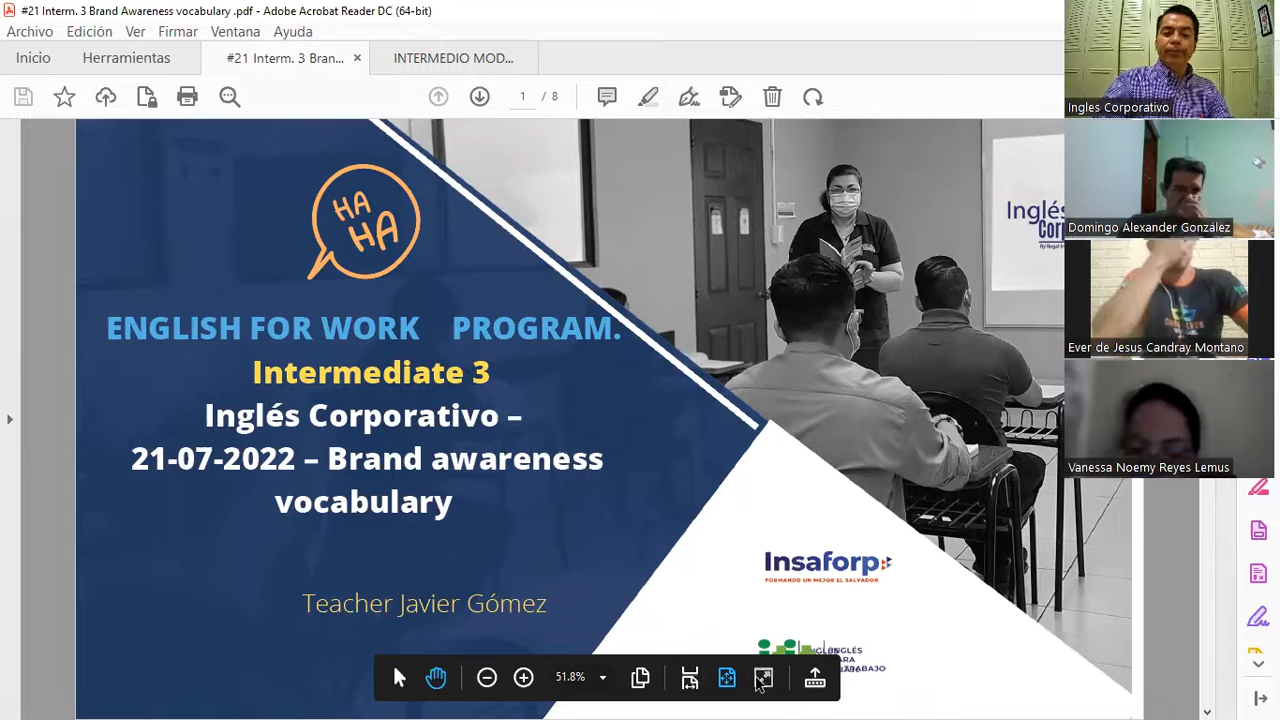 #21 Interm. 3 Brand Awareness vocabulary .pdf - Adobe Acrobat Reader DC (64-bit)
Archivo Edición Ver Firmar Ventana Ayuda
Inicio Herramientas #21 Interm. 3 Bran... × INTERMEDIO MOD...
1 / 8
Ingles Corporativo
HA
HA
Inglés
Domingo Alexander González
ENGLISH FOR WORK PROGRAM.
Ever de Jesus Candray Montano
Intermediate 3
Inglés Corporativo –
21-07-2022 – Brand awareness
Vanessa Noemy Reyes Lemus
vocabulary
Insaforp
FORMANDO UN MEJOR EL SALVADOR
Teacher Javier Gómez
TRABAJO
51.8%